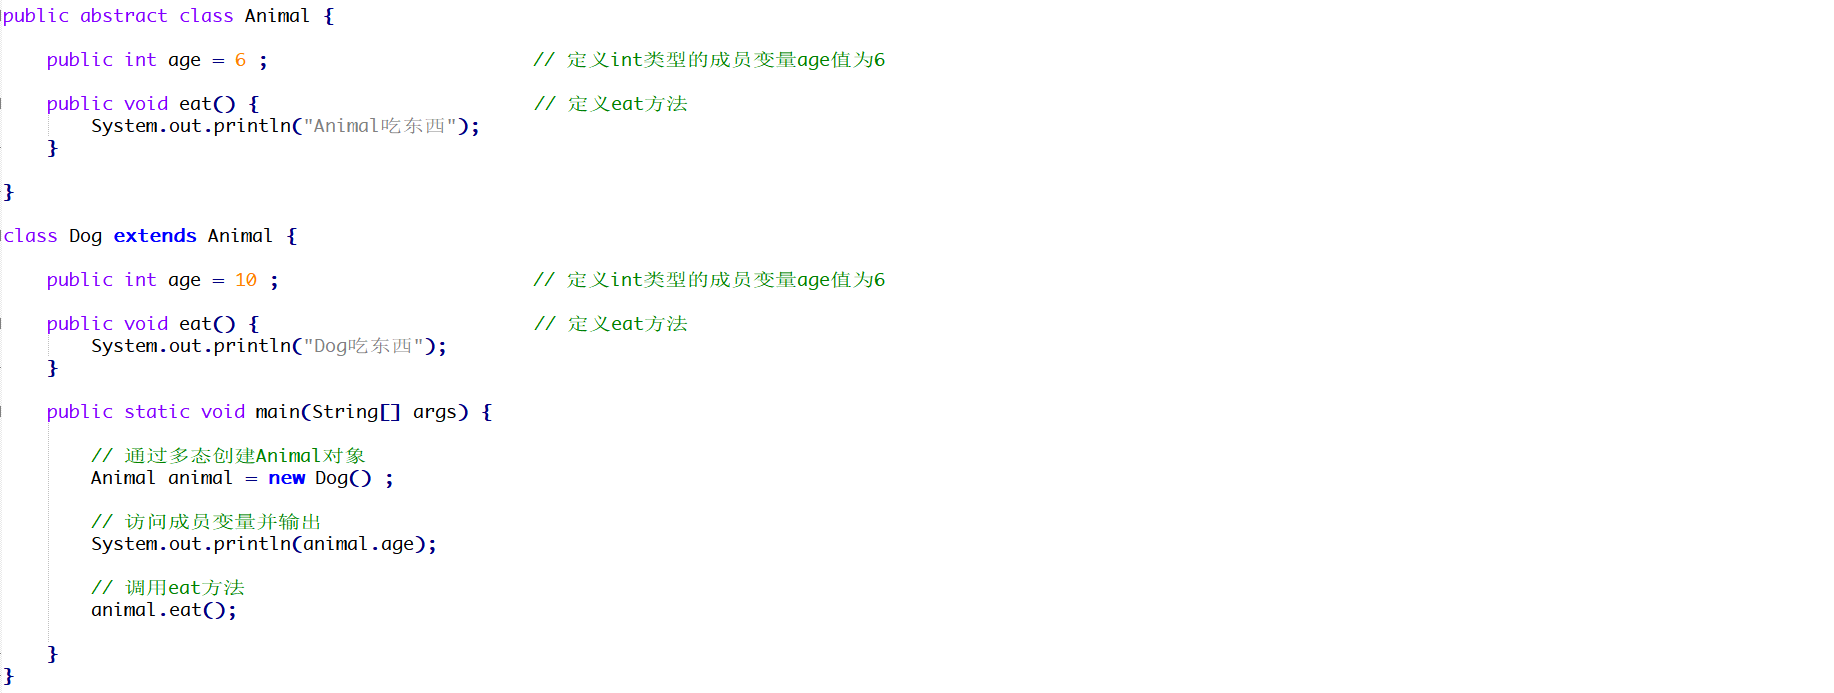 public abstract class Animal {
public int age = 6 ; // 定义int类型的成员变量age值为6
public void eat() { // 定义eat方法
System.out.println("Animal吃东西");
}
}
class Dog extends Animal {
public int age = 10 ; // 定义int类型的成员变量age值为6
public void eat() { // 定义eat方法
System.out.println("Dog吃东西");
}
public static void main(String[] args) {
// 通过多态创建Animal对象
Animal animal = new Dog() ;
// 访问成员变量并输出
System.out.println(animal.age);
// 调用eat方法
animal.eat();
}
}